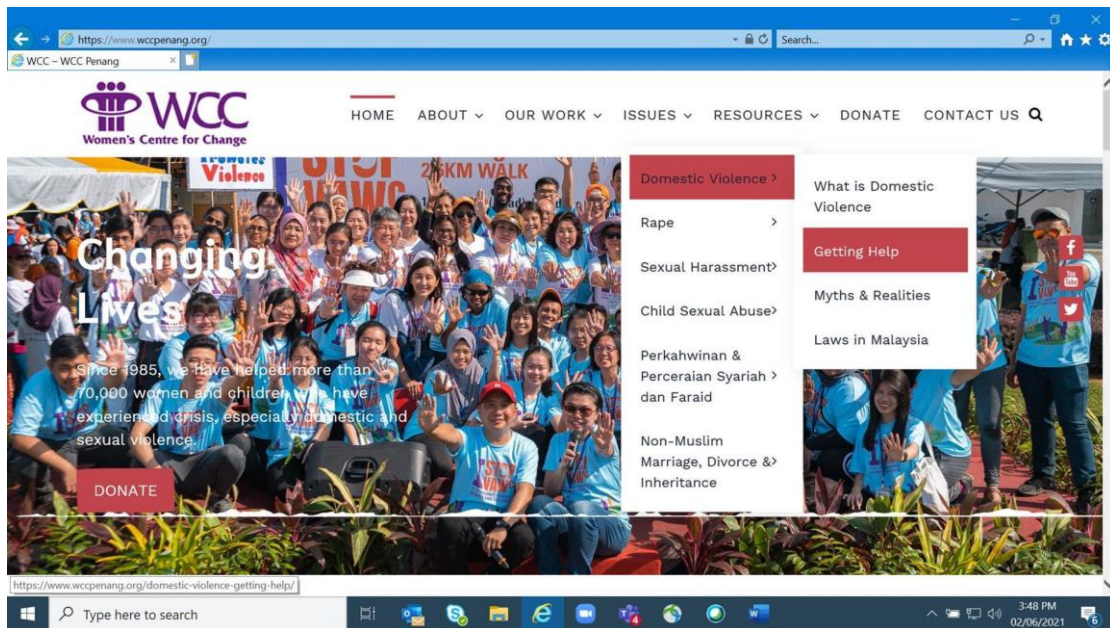 https://www.wccpenang.org/
Search...
WCC – WCC Penang
WCC
Women's Centre for Change
HOME ABOUT OUR WORK ISSUES RESOURCES DONATE CONTACT US
Violence
2.5KM WALK
Changing
Lives
Since 1985, we have helped more than
70,000 women and children who have
experienced crisis, especially domestic and
sexual violence.
DONATE
Domestic Violence >
Rape >
Sexual Harassment>
Child Sexual Abuse>
Perkahwinan &
Perceraian Syariah >
dan Faraid
Non-Muslim
Marriage, Divorce &>
Inheritance
What is Domestic
Violence
Getting Help
Myths & Realities
Laws in Malaysia
f
You
Tube
https://www.wccpenang.org/domestic-violence-getting-help/
Type here to search
3:48 PM
02/06/2021
6